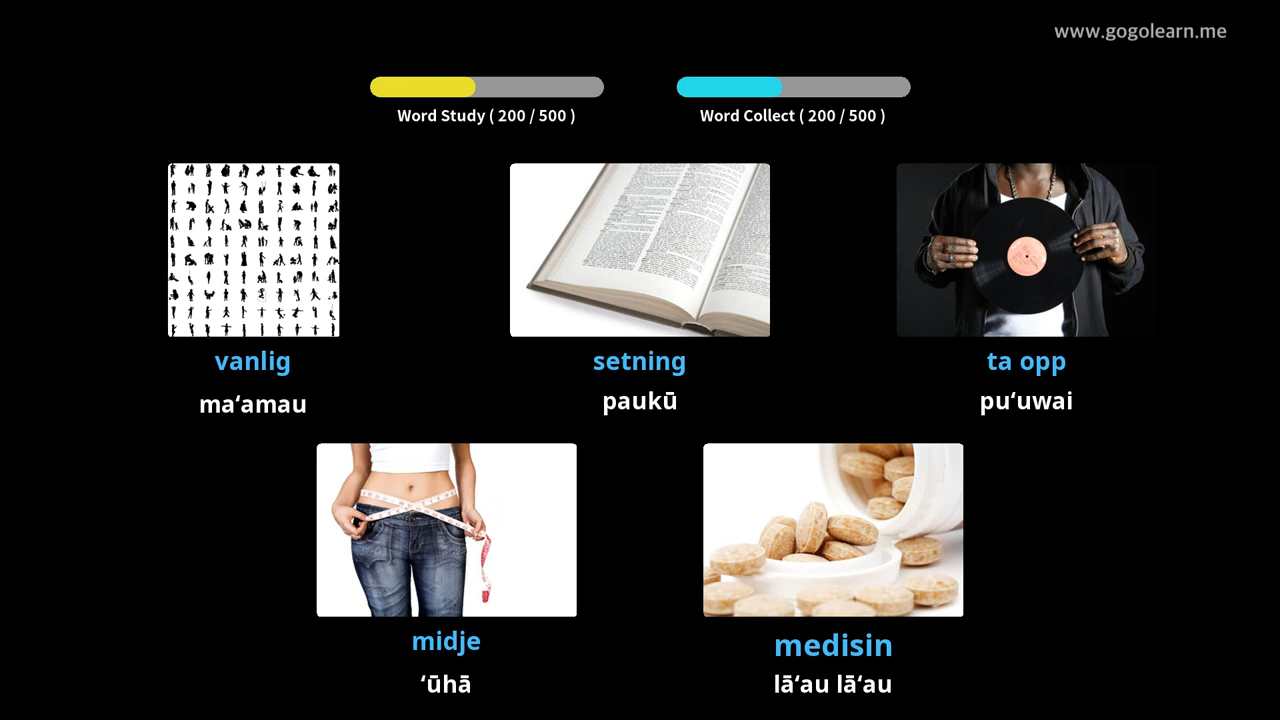 www.gogolearn.me
Word Study ( 200 / 500 )
Word Collect ( 200 / 500 )
vanlig
maʻamau
setning
paukū
ta opp
puʻuwai
midje
ʻūhā
medisin
lāʻau lāʻau